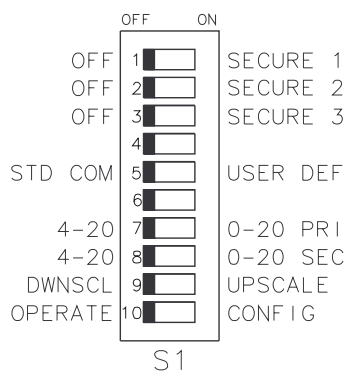 OFF ON
OFF 1 SECURE 1
OFF 2 SECURE 2
OFF 3 SECURE 3
4
STD COM 5 USER DEF
6
4-20 7 0-20 PRI
4-20 8 0-20 SEC
DWNSCL 9 UPSCALE
OPERATE 10 CONFIG
S1